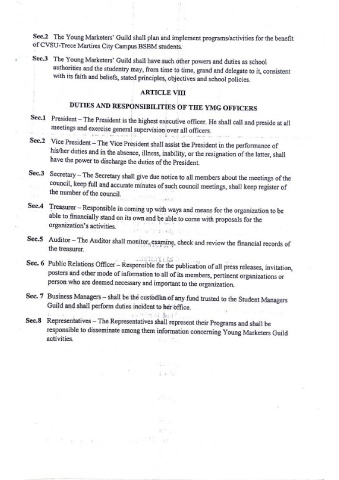 Sec.2 The Young Marketers' Guild shall plan and implement programs/activities for the benefit
of CVSU-Trece Martires City Campus BSBM students.
Sec.3 The Young Marketers' Guild shall have such other powers and duties as school
authorities and the studentry may, from time to time, grand and delegate to it, consistent
with its faith and beliefs, stated principles, objectives and school policies.
ARTICLE VIII
DUTIES AND RESPONSIBILITIES OF THE YMG OFFICERS
Sec.1 President – The President is the highest executive officer. He shall call and preside at all
meetings and exercise general supervision over all officers.
Sec.2 Vice President – The Vice President shall assist the President in the performance of
his/her duties and in the absence, illness, inability, or the resignation of the latter, shall
have the power to discharge the duties of the President.
Sec.3 Secretary – The Secretary shall give due notice to all members about the meetings of the
council, keep full and accurate minutes of such council meetings, shall keep register of
the number of the council.
Sec.4 Treasurer – Responsible in coming up with ways and means for the organization to be
able to financially stand on its own and be able to come with proposals for the
organization's activities.
Sec.5 Auditor – The Auditor shall monitor, examine, check and review the financial records of
the treasurer.
Sec. 6 Public Relations Officer – Responsible for the publication of all press releases, invitation,
posters and other mode of information to all of its members, pertinent organizations or
person who are deemed necessary and important to the organization.
Sec. 7 Business Managers – shall be the custodian of any fund trusted to the Student Managers
Guild and shall perform duties incident to her office.
Sec.8 Representatives – The Representatives shall represent their Programs and shall be
responsible to disseminate among them information concerning Young Marketers Guild
activities.